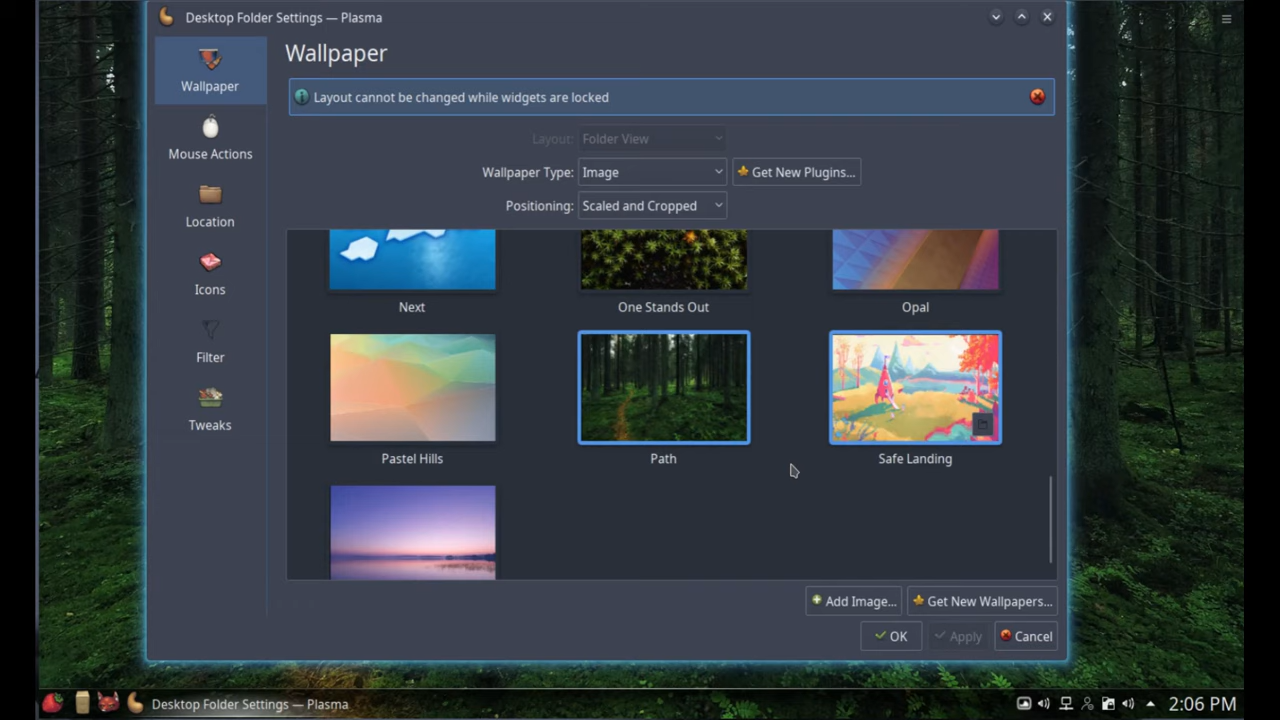 Desktop Folder Settings — Plasma
Wallpaper
Wallpaper
Layout cannot be changed while widgets are locked
Layout: Folder View
Mouse Actions
Wallpaper Type: Image Get New Plugins...
Positioning: Scaled and Cropped
Location
Icons
Next One Stands Out Opal
Filter
Tweaks
Pastel Hills Path Safe Landing
Add Image... Get New Wallpapers...
OK Apply Cancel
Desktop Folder Settings — Plasma 2:06 PM